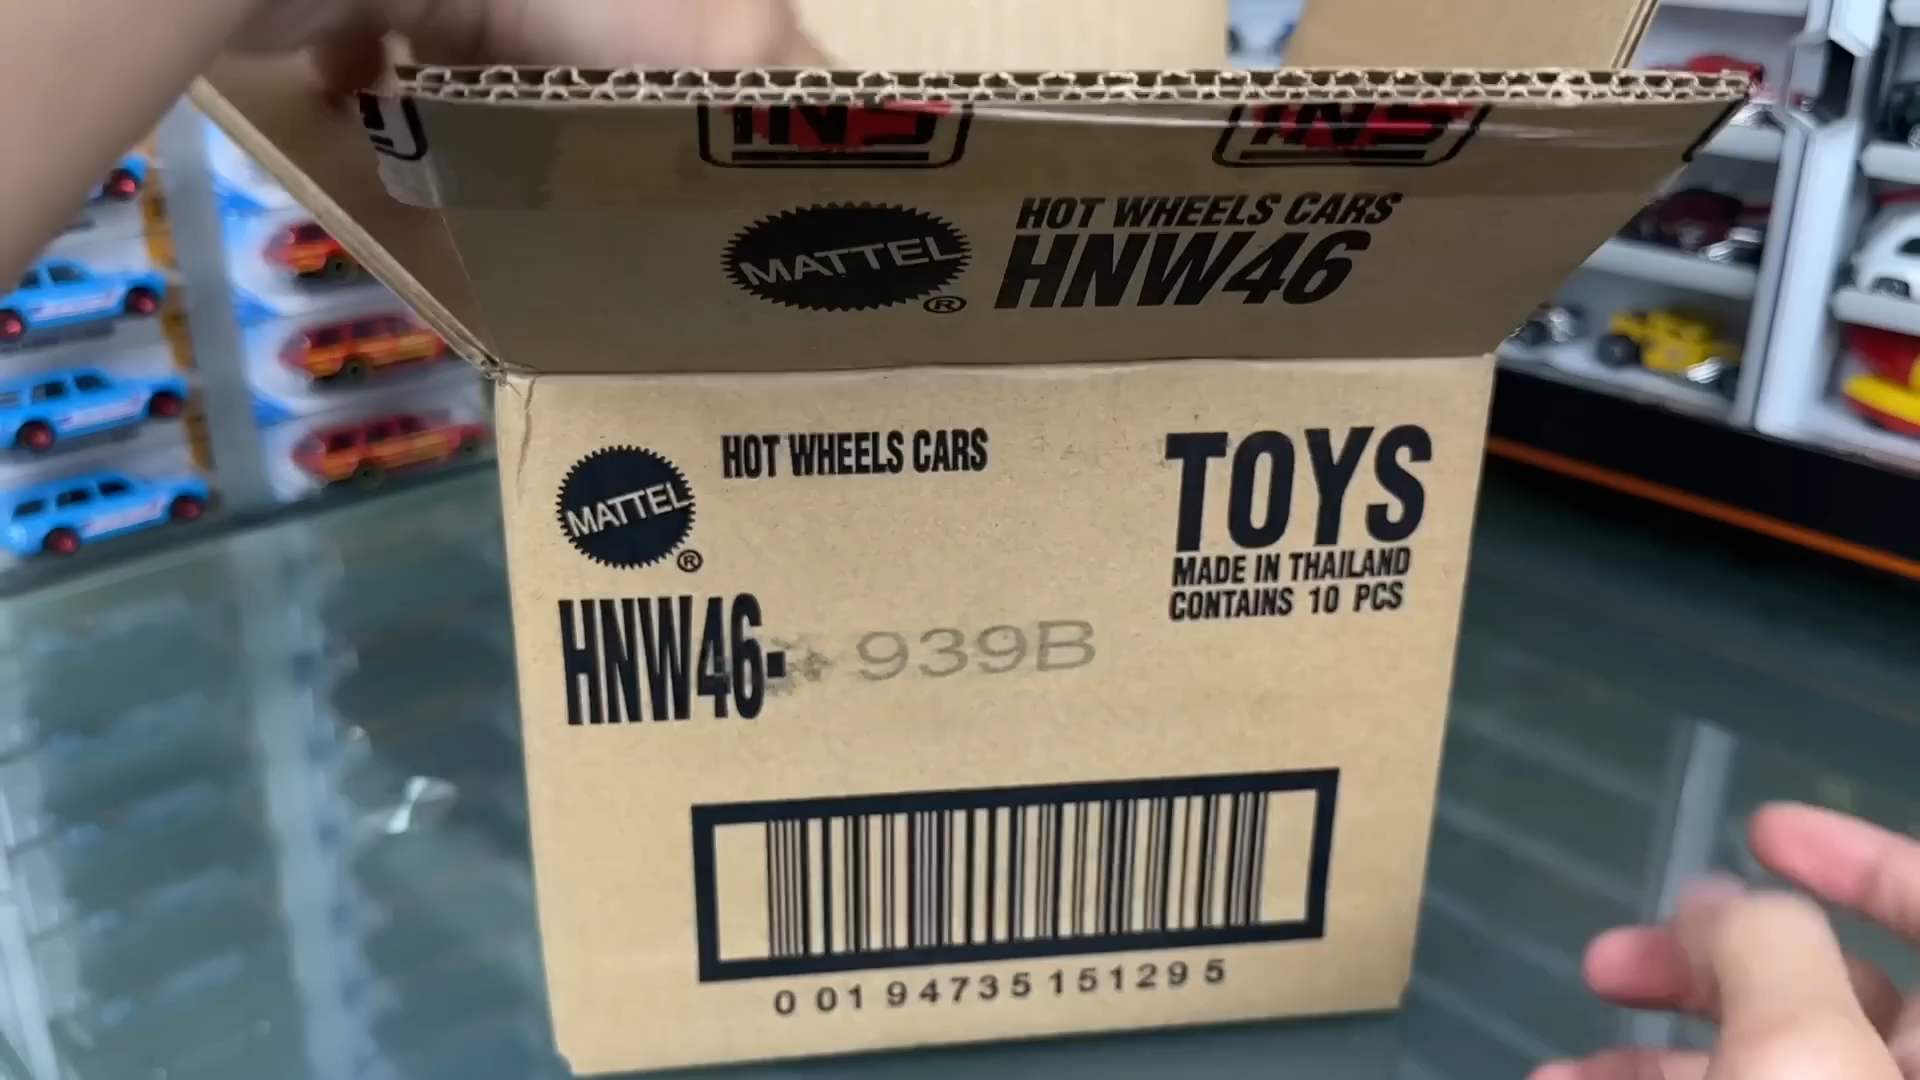 MATTEL
®
HOT WHEELS CARS
HNW46
MATTEL
®
HOT WHEELS CARS
TOYS
MADE IN THAILAND
CONTAINS 10 PCS
HNW46-
939B
0 01 94735 15129 5